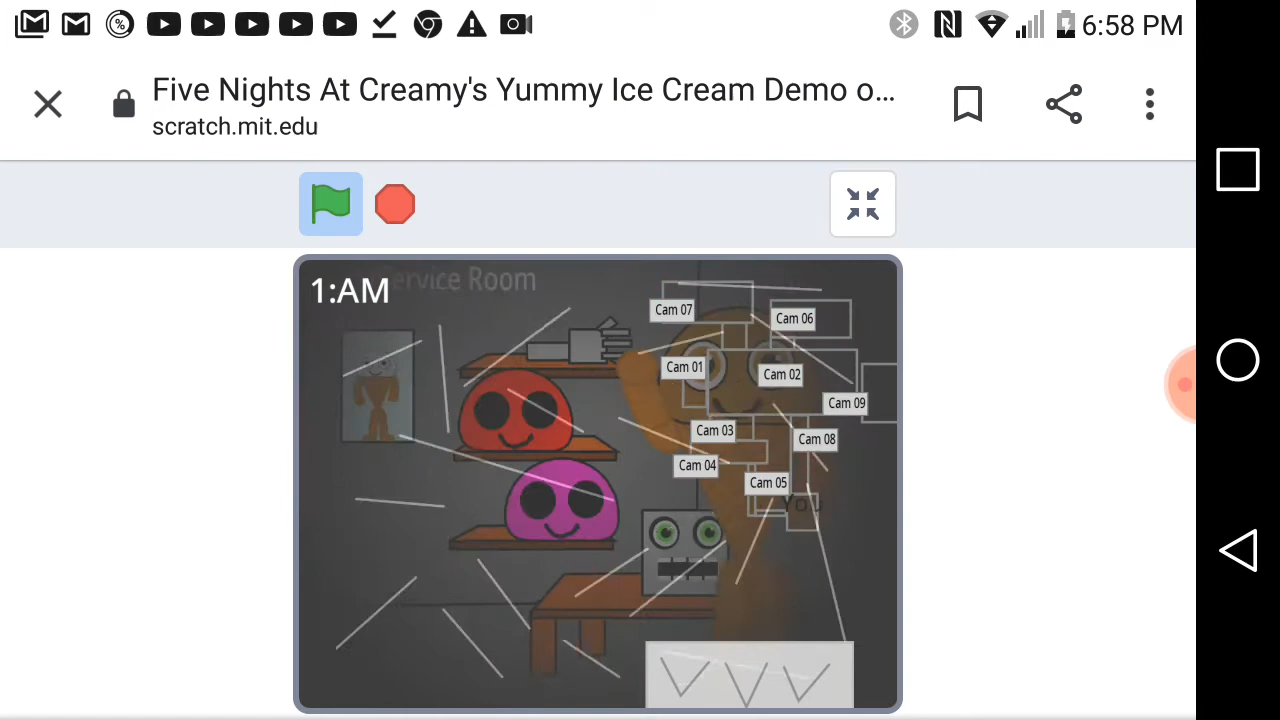 6:58 PM
Five Nights At Creamy's Yummy Ice Cream Demo o...
scratch.mit.edu
1:AM
Service Room
Cam 07
Cam 06
Cam 01
Cam 02
Cam 09
Cam 03
Cam 08
Cam 04
Cam 05
You